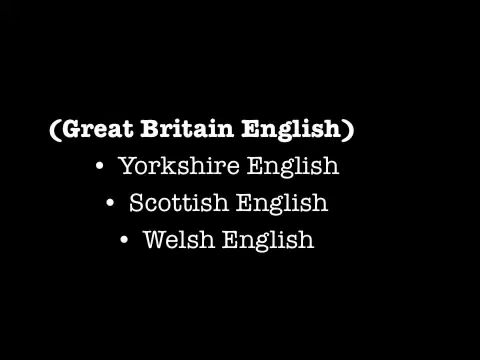 (Great Britain English)
• Yorkshire English
• Scottish English
• Welsh English